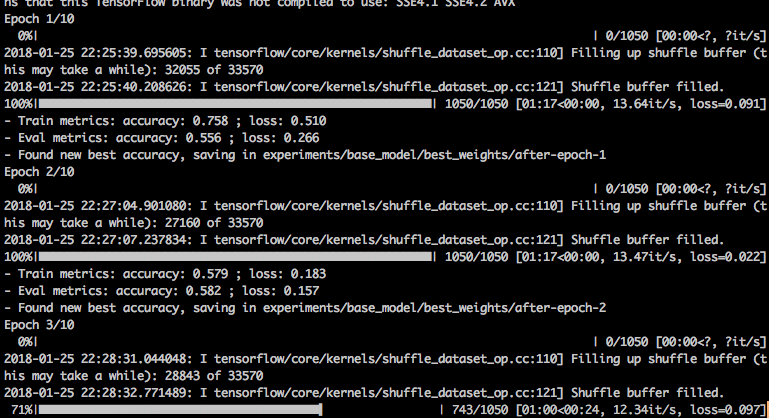 ns that this TensorFlow binary was not compiled to use: SSE4.1 SSE4.2 AVX
Epoch 1/10
0%| | 0/1050 [00:00<?, ?it/s]
2018-01-25 22:25:39.695605: I tensorflow/core/kernels/shuffle_dataset_op.cc:110] Filling up shuffle buffer (t
his may take a while): 32055 of 33570
2018-01-25 22:25:40.208626: I tensorflow/core/kernels/shuffle_dataset_op.cc:121] Shuffle buffer filled.
100%| | 1050/1050 [01:17<00:00, 13.64it/s, loss=0.091]
- Train metrics: accuracy: 0.758 ; loss: 0.510
- Eval metrics: accuracy: 0.556 ; loss: 0.266
- Found new best accuracy, saving in experiments/base_model/best_weights/after-epoch-1
Epoch 2/10
0%| | 0/1050 [00:00<?, ?it/s]
2018-01-25 22:27:04.901080: I tensorflow/core/kernels/shuffle_dataset_op.cc:110] Filling up shuffle buffer (t
his may take a while): 27160 of 33570
2018-01-25 22:27:07.237834: I tensorflow/core/kernels/shuffle_dataset_op.cc:121] Shuffle buffer filled.
100%| | 1050/1050 [01:17<00:00, 13.47it/s, loss=0.022]
- Train metrics: accuracy: 0.579 ; loss: 0.183
- Eval metrics: accuracy: 0.582 ; loss: 0.157
- Found new best accuracy, saving in experiments/base_model/best_weights/after-epoch-2
Epoch 3/10
0%| | 0/1050 [00:00<?, ?it/s]
2018-01-25 22:28:31.044048: I tensorflow/core/kernels/shuffle_dataset_op.cc:110] Filling up shuffle buffer (t
his may take a while): 28843 of 33570
2018-01-25 22:28:32.771489: I tensorflow/core/kernels/shuffle_dataset_op.cc:121] Shuffle buffer filled.
71%| | 743/1050 [01:00<00:24, 12.34it/s, loss=0.097]